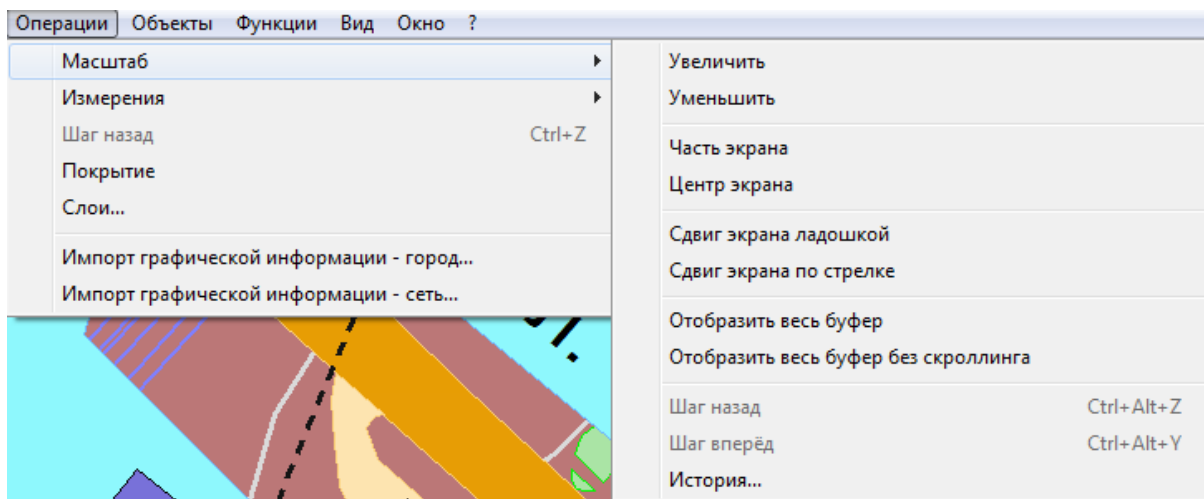 Операции Объекты Функции Вид Окно ?
Масштаб
Измерения
Шаг назад Ctrl+Z
Покрытие
Слои...
Импорт графической информации - город...
Импорт графической информации - сеть...
Увеличить
Уменьшить
Часть экрана
Центр экрана
Сдвиг экрана ладошкой
Сдвиг экрана по стрелке
Отобразить весь буфер
Отобразить весь буфер без скроллинга
Шаг назад Ctrl+Alt+Z
Шаг вперёд Ctrl+Alt+Y
История...